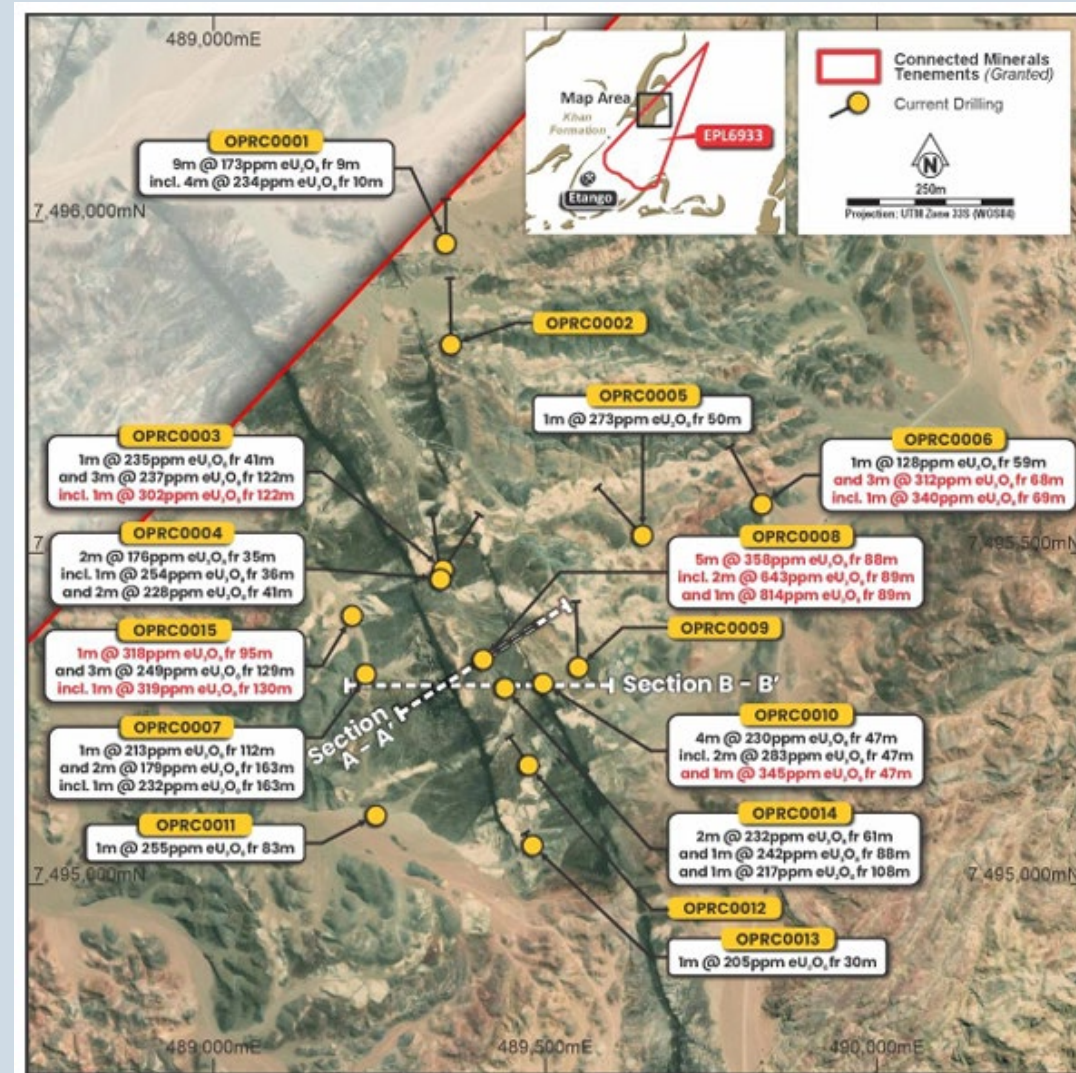 489,000mE
Map Area
Khan
Formation
EPL6933
Etango
Connected Minerals
Tenements (Granted)
Current Drilling
N
250m
Projection: UTM Zone 33S (WGS84)
OPRC0001
9m @ 173ppm eU₃O₈ fr 9m
incl. 4m @ 234ppm eU₃O₈ fr 10m
7,496,000mN
OPRC0002
OPRC0005
1m @ 273ppm eU₃O₈ fr 50m
OPRC0003
1m @ 235ppm eU₃O₈ fr 41m
and 3m @ 237ppm eU₃O₈ fr 122m
incl. 1m @ 302ppm eU₃O₈ fr 122m
OPRC0006
1m @ 128ppm eU₃O₈ fr 59m
and 3m @ 312ppm eU₃O₈ fr 68m
incl. 1m @ 340ppm eU₃O₈ fr 69m
OPRC0004
2m @ 176ppm eU₃O₈ fr 35m
incl. 1m @ 254ppm eU₃O₈ fr 36m
and 2m @ 228ppm eU₃O₈ fr 41m
7
7,495,500mN
OPRC0008
5m @ 358ppm eU₃O₈ fr 88m
incl. 2m @ 643ppm eU₃O₈ fr 89m
and 1m @ 814ppm eU₃O₈ fr 89m
OPRC0015
1m @ 318ppm eU₃O₈ fr 95m
and 3m @ 249ppm eU₃O₈ fr 129m
incl. 1m @ 319ppm eU₃O₈ fr 130m
OPRC0009
Section B - B'
Section
A - A'
OPRC0007
1m @ 213ppm eU₃O₈ fr 112m
and 2m @ 179ppm eU₃O₈ fr 163m
incl. 1m @ 232ppm eU₃O₈ fr 163m
OPRC0010
4m @ 230ppm eU₃O₈ fr 47m
incl. 2m @ 283ppm eU₃O₈ fr 47m
and 1m @ 345ppm eU₃O₈ fr 47m
OPRC0011
1m @ 255ppm eU₃O₈ fr 83m
OPRC0014
2m @ 232ppm eU₃O₈ fr 61m
and 1m @ 242ppm eU₃O₈ fr 88m
and 1m @ 217ppm eU₃O₈ fr 108m
7,495,000mN
7,495,000mN
OPRC0012
OPRC0013
1m @ 205ppm eU₃O₈ fr 30m
489,000mE
489,500mE
490,000mE